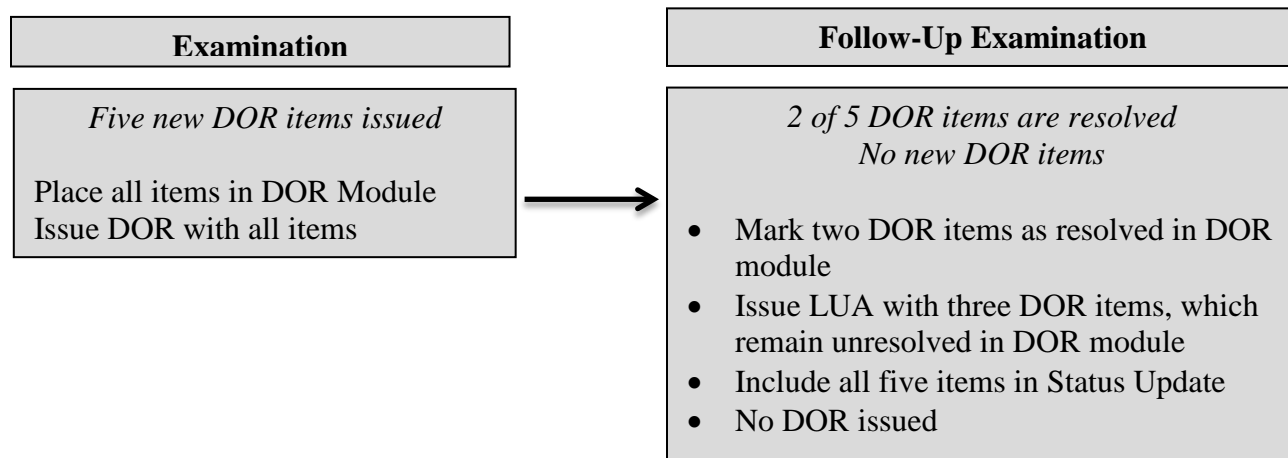 Examination
Five new DOR items issued
Place all items in DOR Module
Issue DOR with all items
Follow-Up Examination
2 of 5 DOR items are resolved
No new DOR items
• Mark two DOR items as resolved in DOR
module
• Issue LUA with three DOR items, which
remain unresolved in DOR module
• Include all five items in Status Update
• No DOR issued